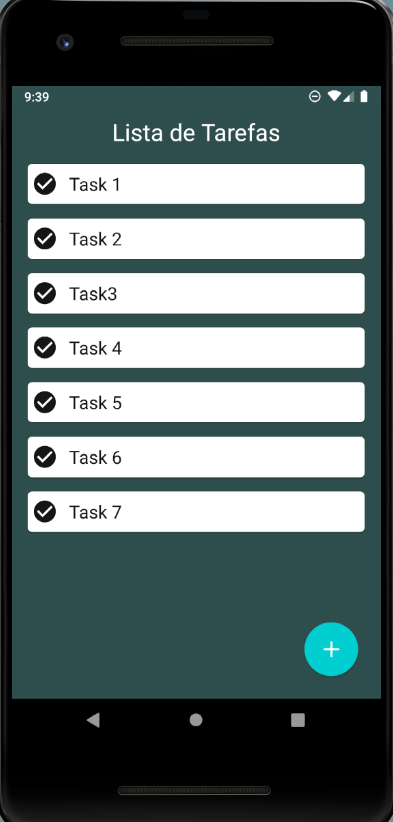 9:39
Lista de Tarefas
Task 1
Task 2
Task3
Task 4
Task 5
Task 6
Task 7
+